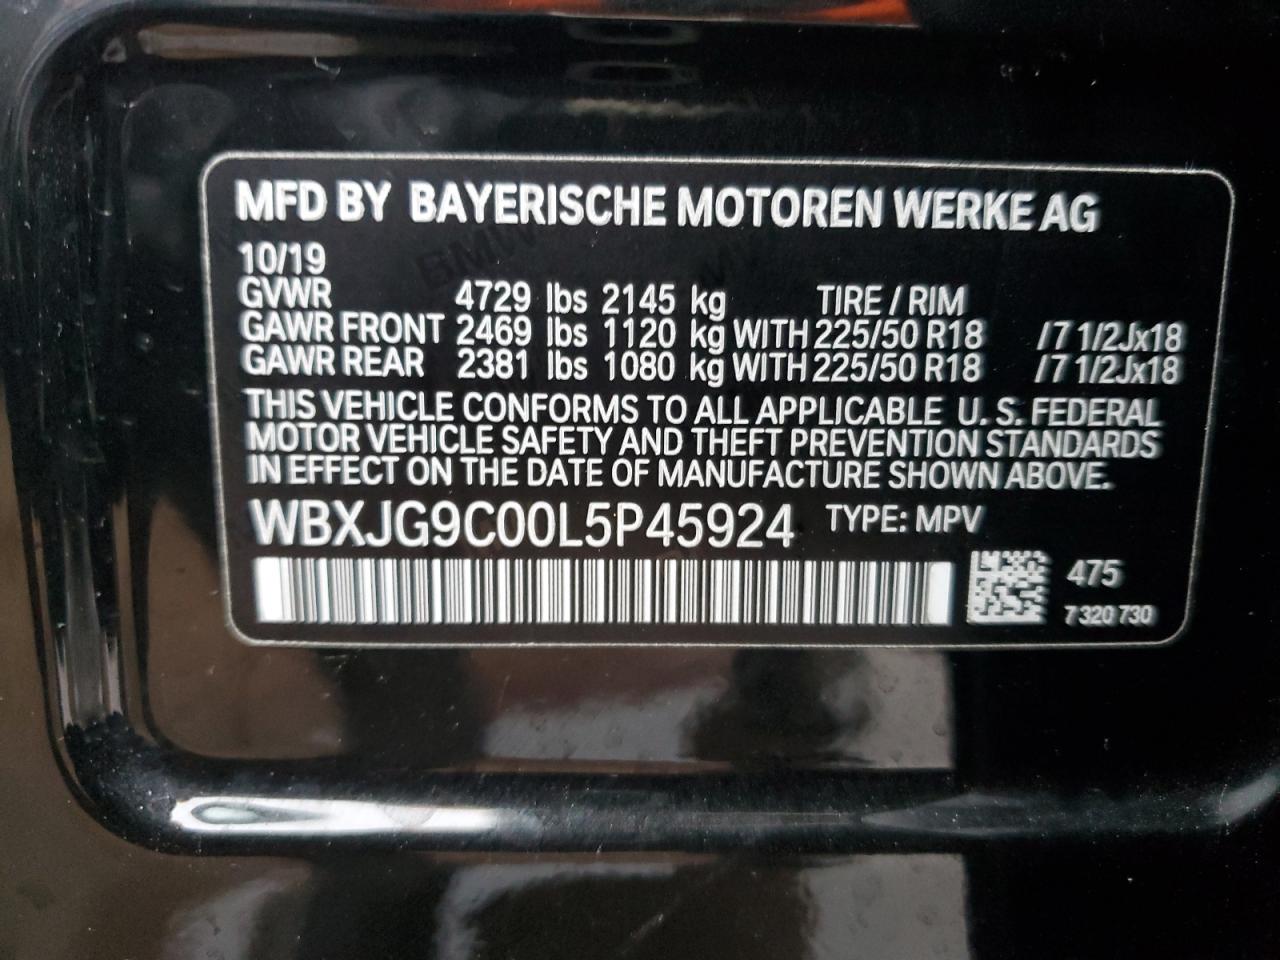 MFD BY BAYERISCHE MOTOREN WERKE AG
10/19
GVWR 4729 lbs 2145 kg TIRE / RIM
GAWR FRONT 2469 lbs 1120 kg WITH 225/50 R18 /7 1/2Jx18
GAWR REAR 2381 lbs 1080 kg WITH 225/50 R18 /7 1/2Jx18
THIS VEHICLE CONFORMS TO ALL APPLICABLE U. S. FEDERAL
MOTOR VEHICLE SAFETY AND THEFT PREVENTION STANDARDS
IN EFFECT ON THE DATE OF MANUFACTURE SHOWN ABOVE.
WBXJG9C00L5P45924 TYPE: MPV
475
7 320 730